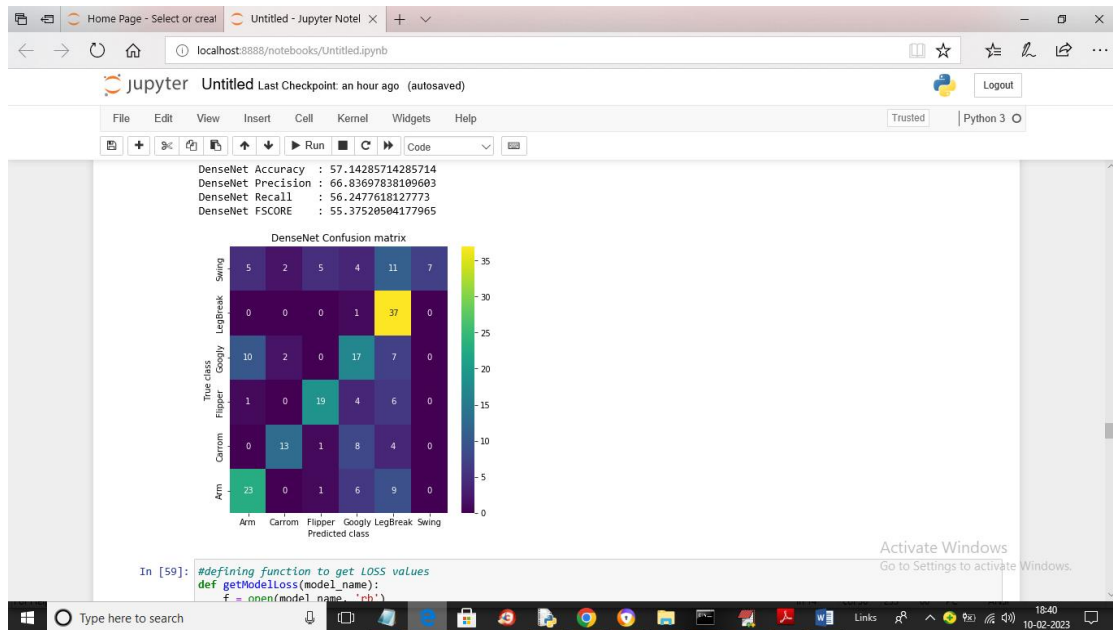 Home Page - Select or creat
Untitled - Jupyter Notel
localhost:8888/notebooks/Untitled.ipynb
jupyter Untitled Last Checkpoint: an hour ago (autosaved)
Logout
File Edit View Insert Cell Kernel Widgets Help
Trusted
Python 3
Run
Code
DenseNet Accuracy : 57.14285714285714
DenseNet Precision : 66.83697838109603
DenseNet Recall : 56.2477618127773
DenseNet FSCORE : 55.37520504177965
DenseNet Confusion matrix
Swing 5 2 5 4 11 7
LegBreak 0 0 0 1 37 0
Googly 10 2 0 17 7 0
Flipper 1 0 19 4 6 0
Carrom 0 13 1 8 4 0
Arm 23 0 1 6 9 0
True class
Arm Carrom Flipper Googly LegBreak Swing
Predicted class
35
30
25
20
15
10
5
0
Activate Windows
Go to Settings to activate Windows.
In [59]: #defining function to get LOSS values
def getModelLoss(model_name):
f = open(model_name, 'rb')
Type here to search
Links
18:40
10-02-2023